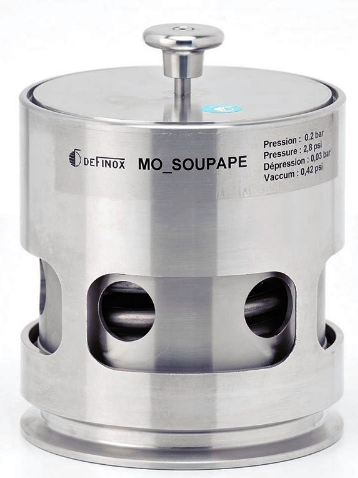 DEFINOX MO_SOUPAPE
Pression : 0.2 bar
Pressure : 2,8 psi
Dépression : 0,03 bar
Vaccum : 0,42 psi